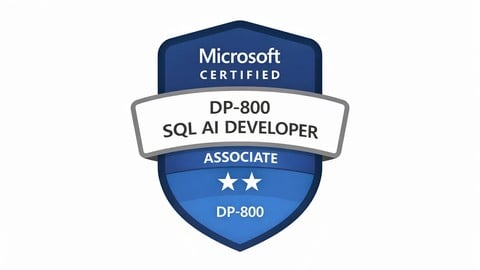 Microsoft
CERTIFIED
DP-800
SQL AI DEVELOPER
ASSOCIATE
DP-800